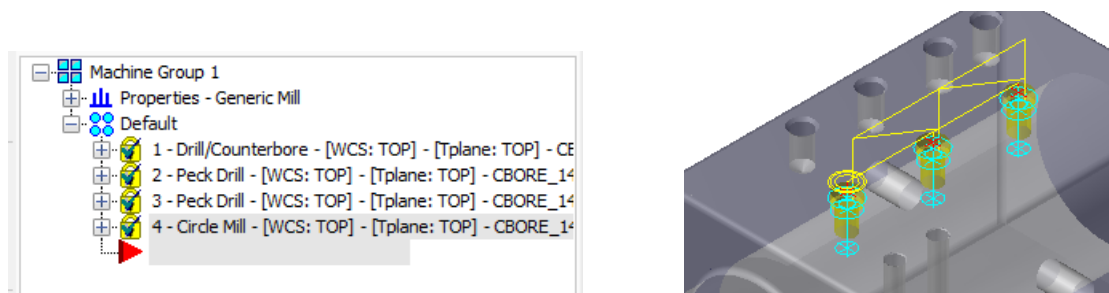 Machine Group 1
Properties - Generic Mill
Default
1 - Drill/Counterbore - [WCS: TOP] - [Tplane: TOP] - CE
2 - Peck Drill - [WCS: TOP] - [Tplane: TOP] - CBORE_14
3 - Peck Drill - [WCS: TOP] - [Tplane: TOP] - CBORE_14
4 - Circle Mill - [WCS: TOP] - [Tplane: TOP] - CBORE_14